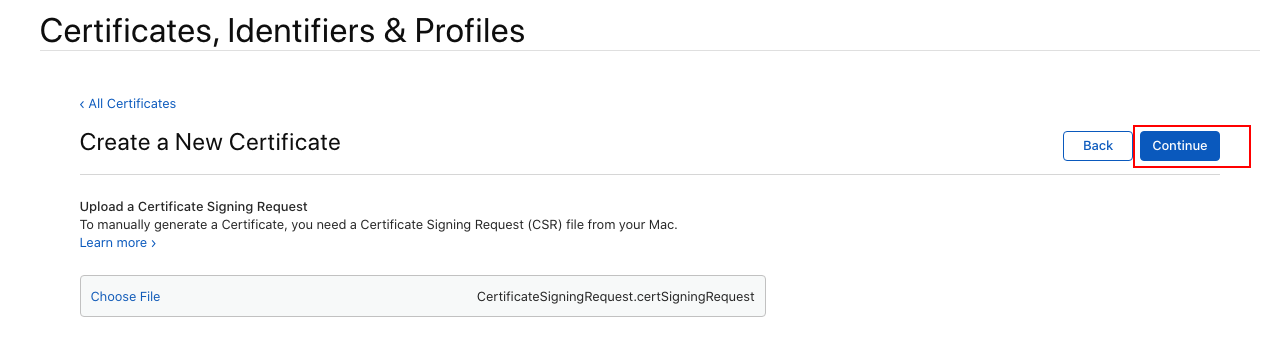 Certificates, Identifiers & Profiles
‹ All Certificates
Create a New Certificate
Back
Continue
Upload a Certificate Signing Request
To manually generate a Certificate, you need a Certificate Signing Request (CSR) file from your Mac.
Learn more ›
Choose File
CertificateSigningRequest.certSigningRequest